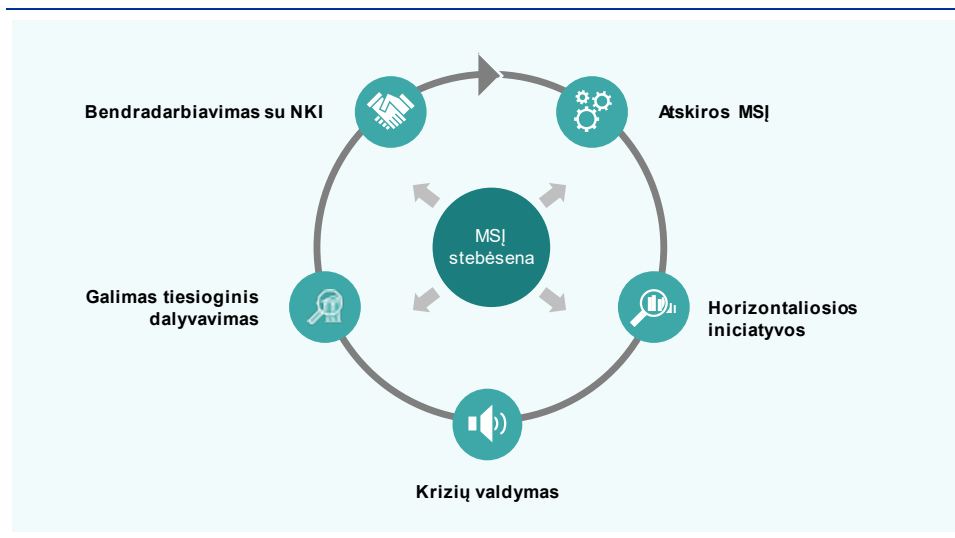 Bendradarbiavimas su NKI
Atskiros MSĮ
MSĮ
stebėsena
Galimas tiesioginis
dalyvavimas
Horizontaliosios
iniciatyvos
Krizių valdymas